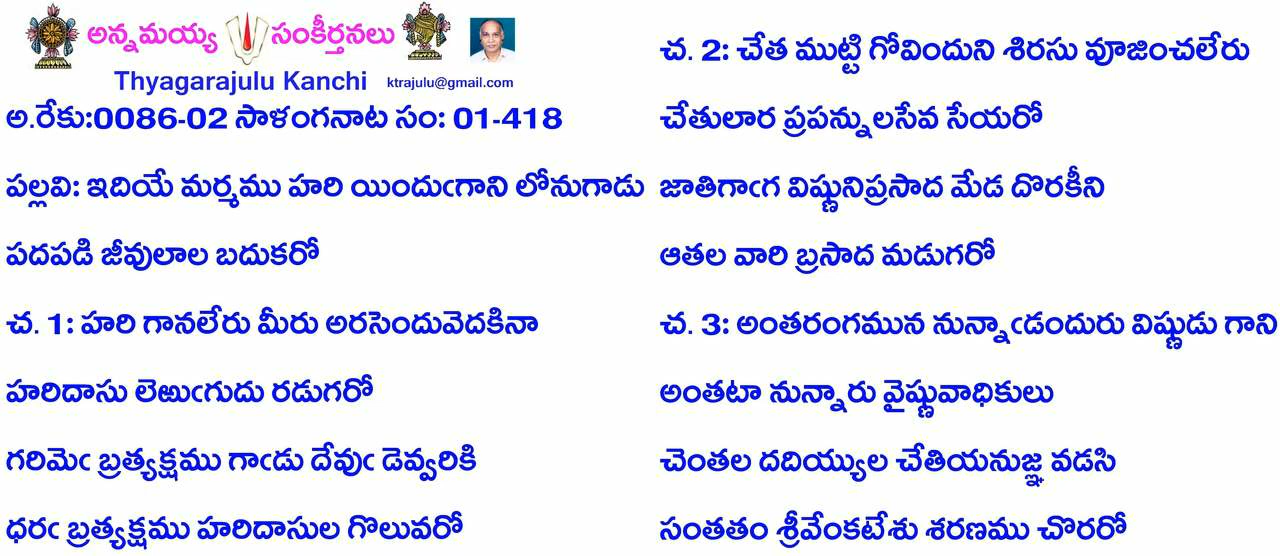 అన్నమయ్య సంకీర్తనలు
Thyagarajulu Kanchi ktrajulu@gmail.com
అ.రేకు:0086-02 సాళంగనాట సం: 01-418
పల్లవి: ఇదియే మర్మము హరి యిందుఁగాని లోనుగాడు
పదపడి జీవులాల బదుకరో
చ. 1: హరి గానలేరు మీరు అరసెందువెదకినా
హరిదాసు లెఱుఁగుదు రడుగరో
గరిమెఁ బ్రత్యక్షము గాఁడు దేవుఁ డెవ్వరికి
ధరఁ బ్రత్యక్షము హరిదాసుల గొలువరో
చ. 2: చేత ముట్టి గోవిందుని శిరసు వూజించలేరు
చేతులార ప్రపన్నులసేవ సేయరో
జాతిగాఁగ విష్ణునిప్రసాద మేడ దొరకీని
ఆతల వారి బ్రసాద మడుగరో
చ. 3: అంతరంగమున నున్నాఁడందురు విష్ణుడు గాని
అంతటా నున్నారు వైష్ణువాధికులు
చెంతల దదియ్యుల చేతియనుజ్ఞ వడసి
సంతతం శ్రీవేంకటేశు శరణము చొరరో